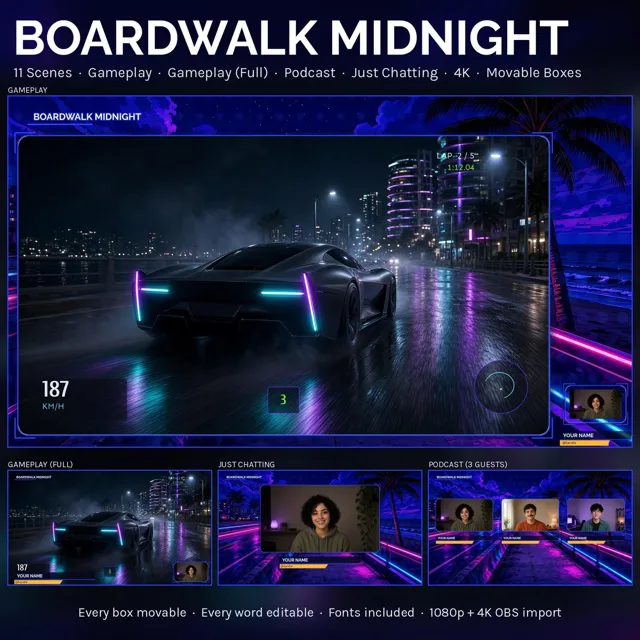 BOARDWALK MIDNIGHT
11 Scenes · Gameplay · Gameplay (Full) · Podcast · Just Chatting · 4K · Movable Boxes
GAMEPLAY
BOARDWALK MIDNIGHT
LAP 2 / 5
1:12.04
187
KM/H
3
YOUR NAME
GAMEPLAY (FULL)
JUST CHATTING
PODCAST (3 GUESTS)
BOARDWALK MIDNIGHT
BOARDWALK MIDNIGHT
BOARDWALK MIDNIGHT
187
3
YOUR NAME
YOUR NAME
YOUR NAME
YOUR NAME
YOUR NAME
Every box movable · Every word editable · Fonts included · 1080p + 4K OBS import